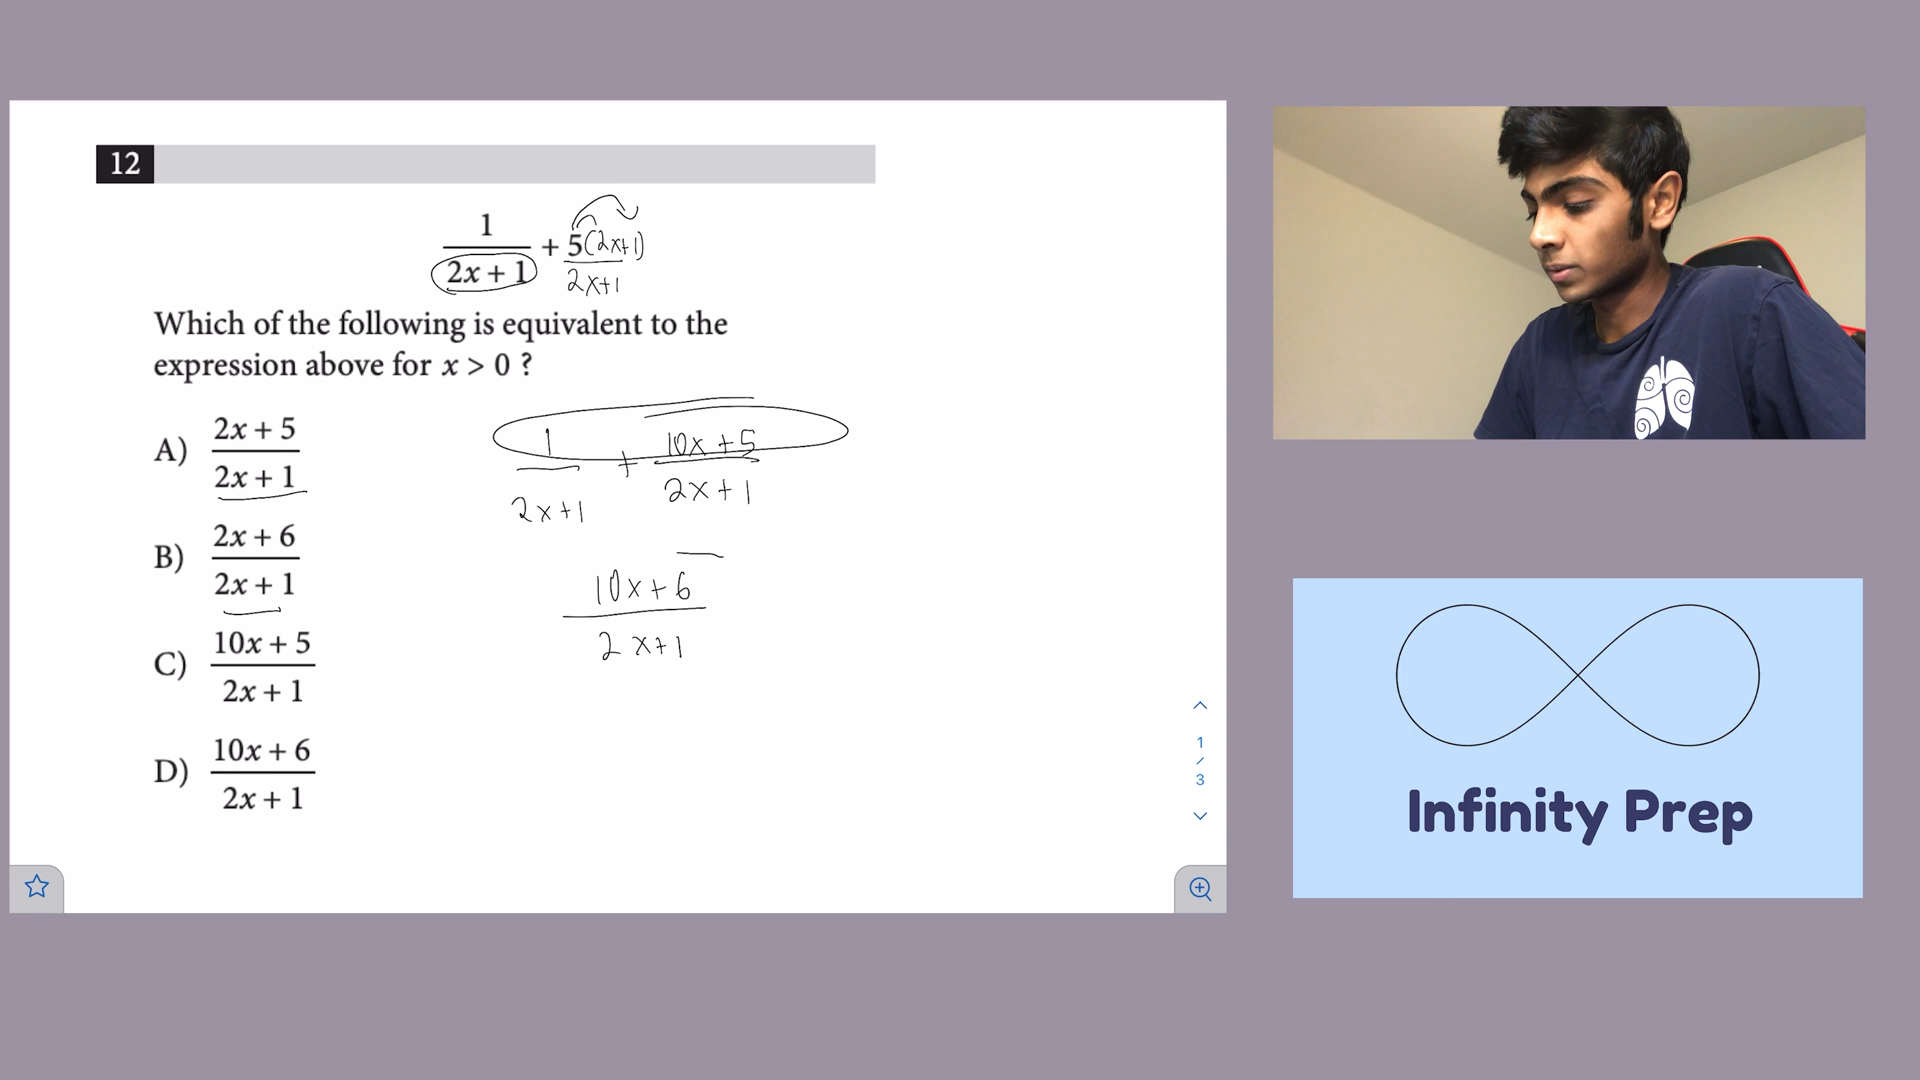 12
1
2x + 1
+ 5(2x+1)
2x+1
Which of the following is equivalent to the
expression above for x > 0 ?
A) 2x + 5
2x + 1
B) 2x + 6
2x + 1
C) 10x + 5
2x + 1
D) 10x + 6
2x + 1
1 + 10x + 5
2x+1 2x + 1
10x + 6
2x+1
1
/
3
Infinity Prep